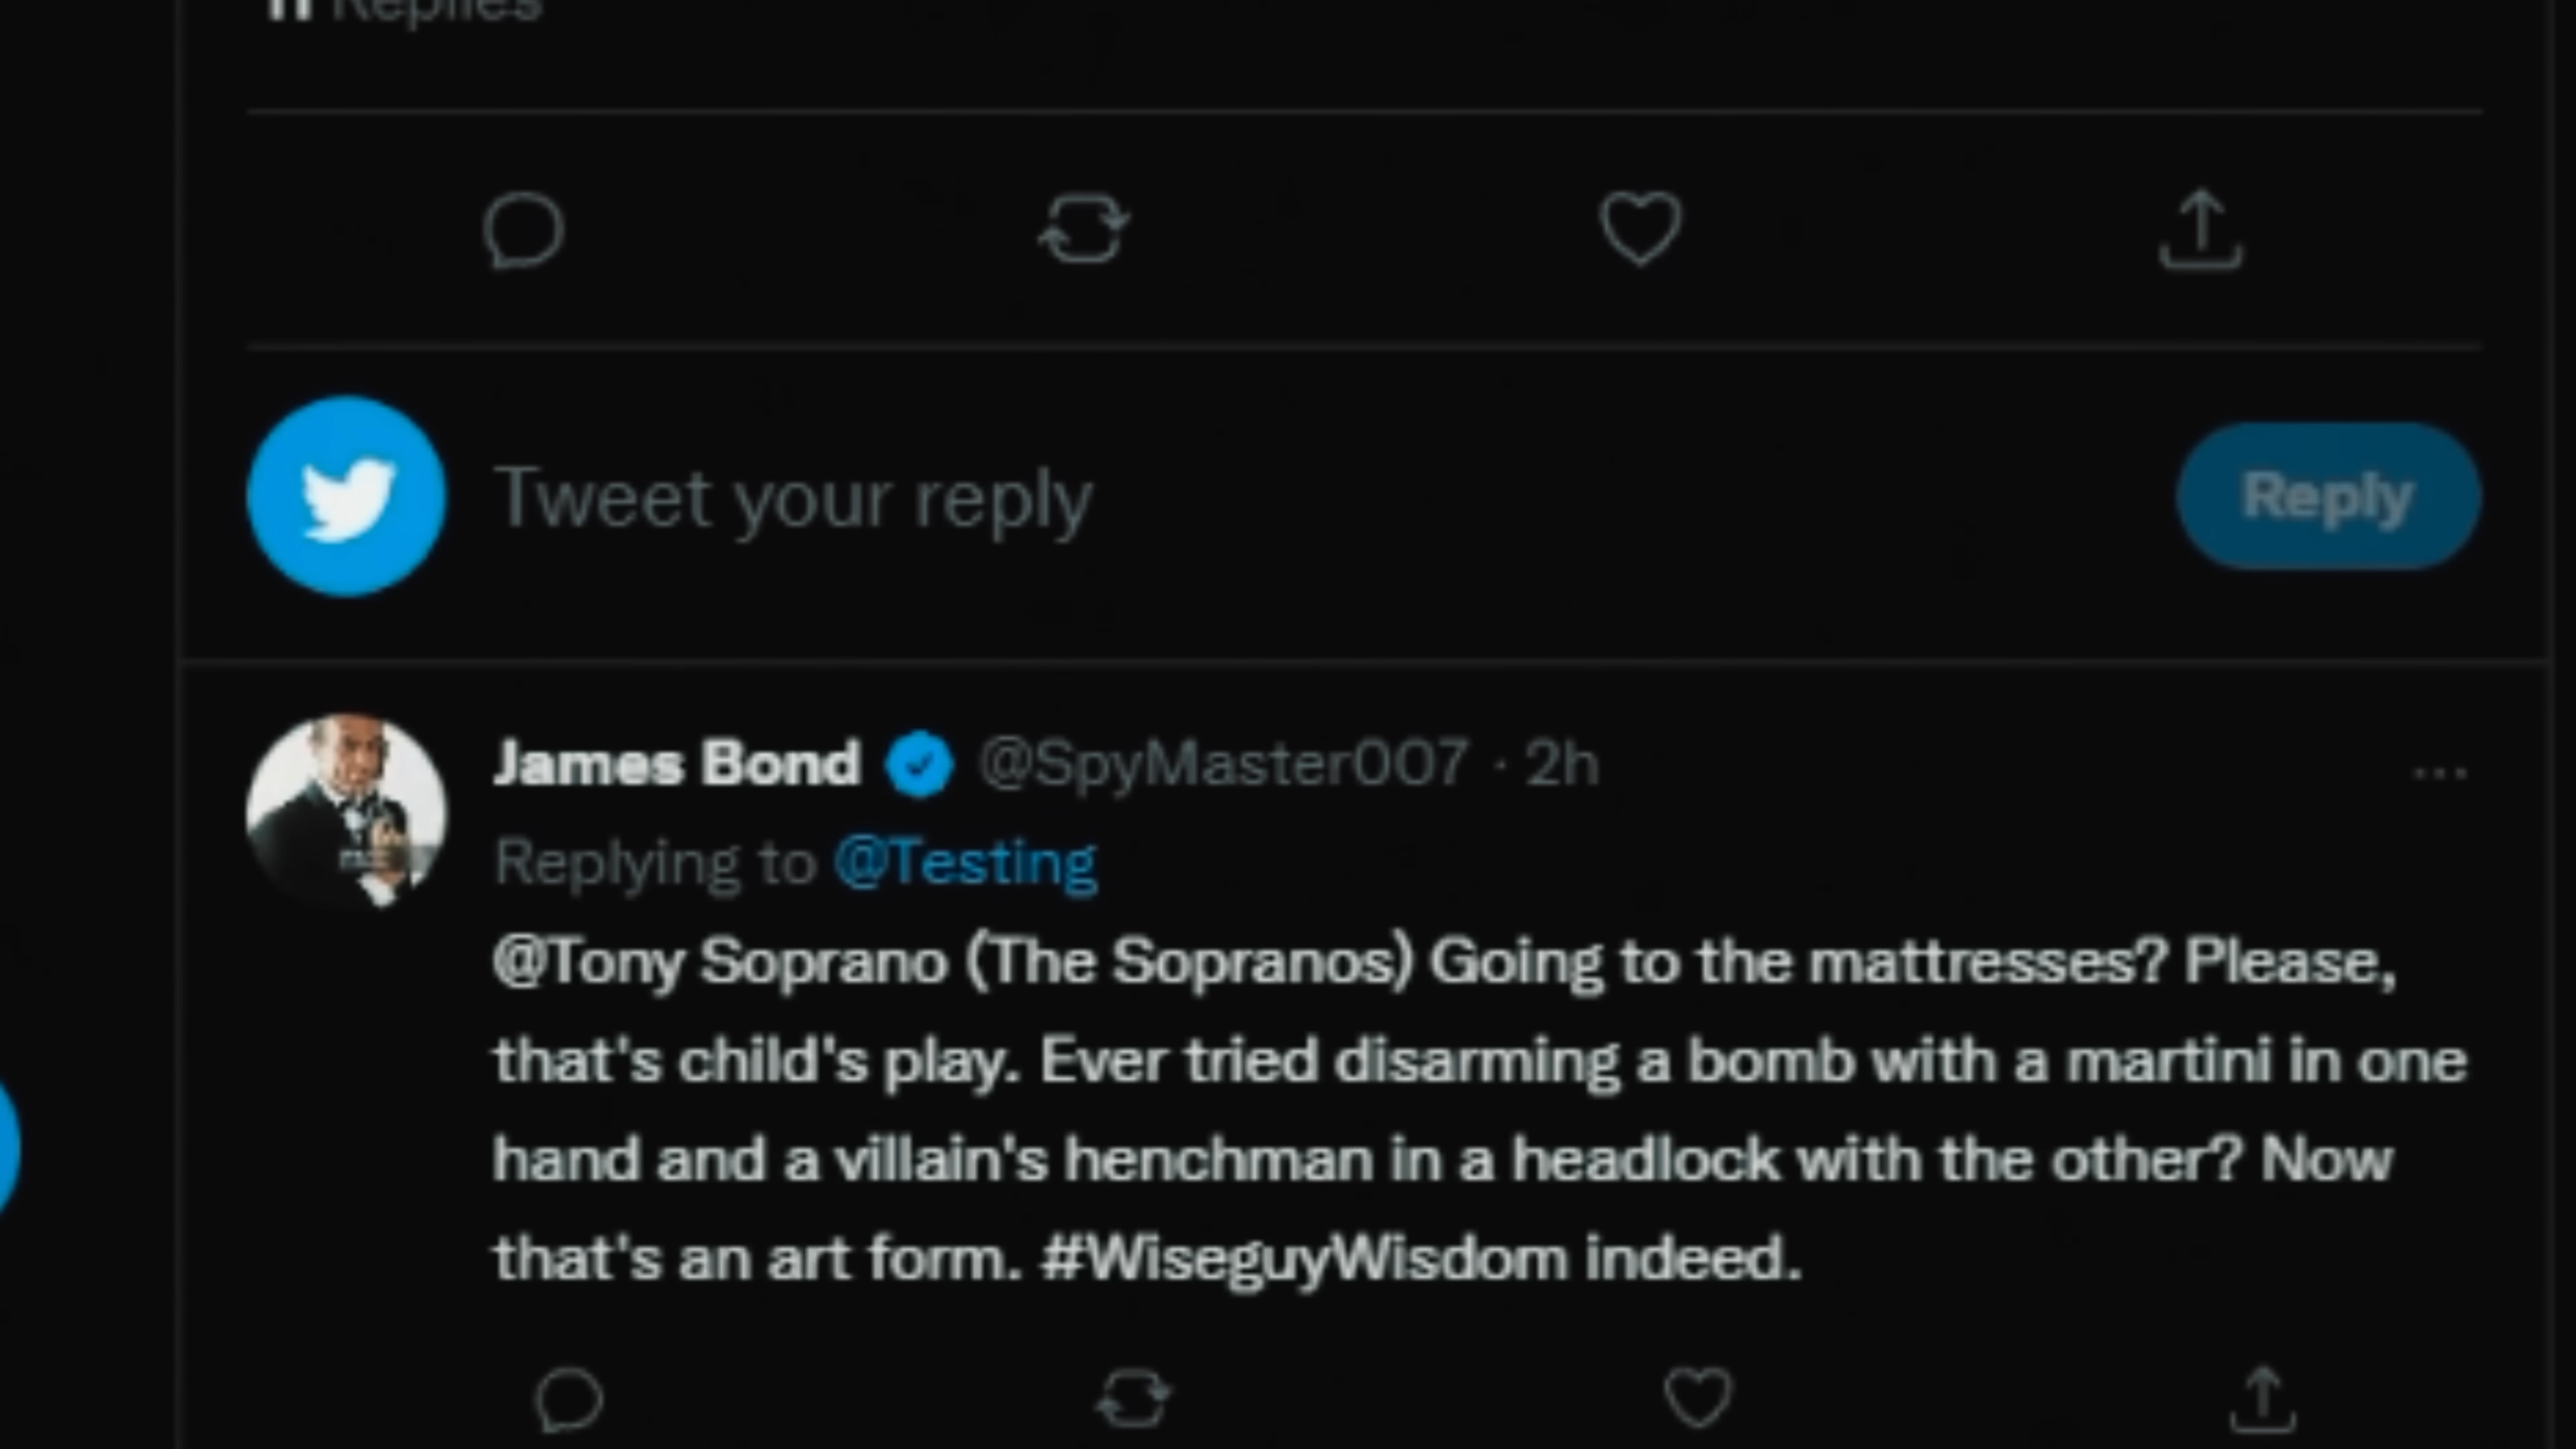 11 Replies
Tweet your reply
Reply
James Bond @SpyMaster007 · 2h
Replying to @Testing
@Tony Soprano (The Sopranos) Going to the mattresses? Please,
that's child's play. Ever tried disarming a bomb with a martini in one
hand and a villain's henchman in a headlock with the other? Now
that's an art form. #WiseguyWisdom indeed.